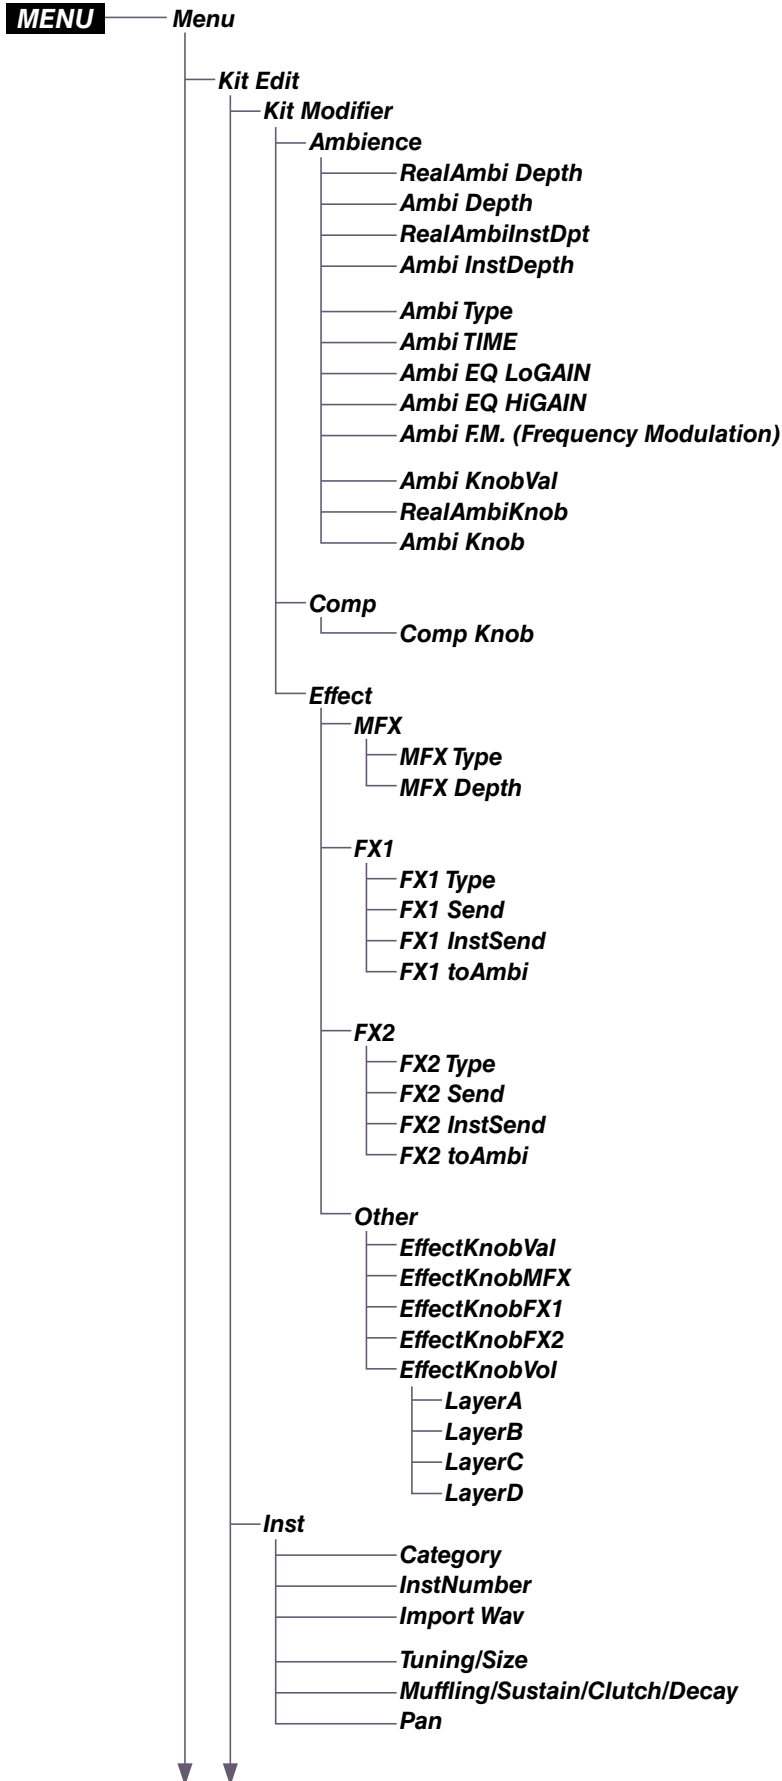 MENU Menu
Kit Edit
Kit Modifier
Ambience
RealAmbi Depth
Ambi Depth
RealAmbiInstDpt
Ambi InstDepth
Ambi Type
Ambi TIME
Ambi EQ LoGAIN
Ambi EQ HiGAIN
Ambi F.M. (Frequency Modulation)
Ambi KnobVal
RealAmbiKnob
Ambi Knob
Comp
Comp Knob
Effect
MFX
MFX Type
MFX Depth
FX1
FX1 Type
FX1 Send
FX1 InstSend
FX1 toAmbi
FX2
FX2 Type
FX2 Send
FX2 InstSend
FX2 toAmbi
Other
EffectKnobVal
EffectKnobMFX
EffectKnobFX1
EffectKnobFX2
EffectKnobVol
LayerA
LayerB
LayerC
LayerD
Inst
Category
InstNumber
Import Wav
Tuning/Size
Muffling/Sustain/Clutch/Decay
Pan